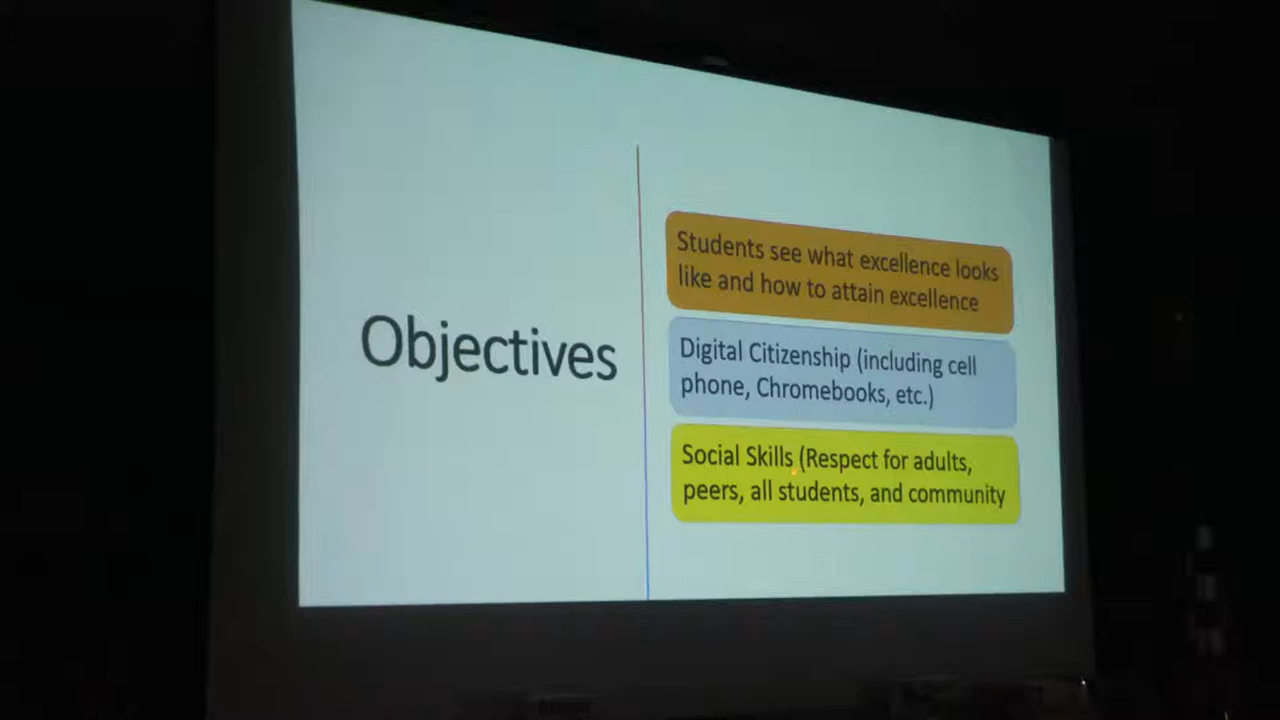 Objectives
Students see what excellence looks
like and how to attain excellence
Digital Citizenship (including cell
phone, Chromebooks, etc.)
Social Skills (Respect for adults,
peers, all students, and community